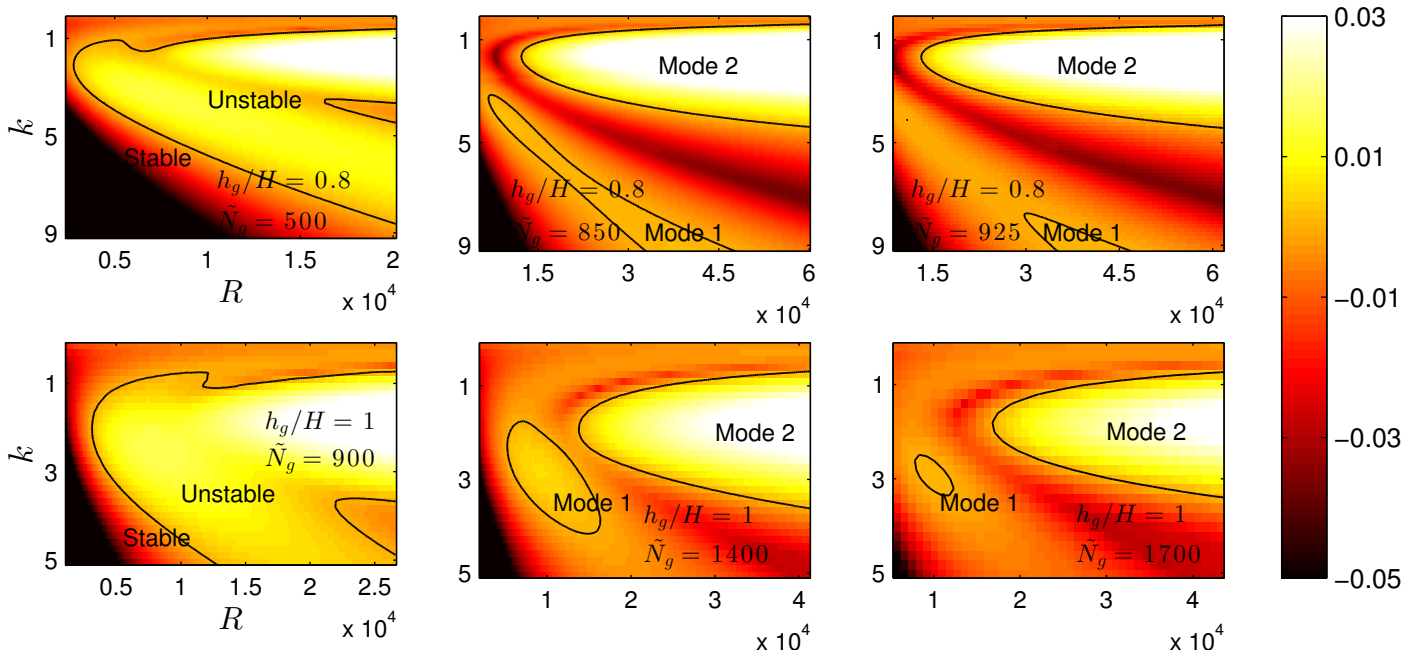 1
5
9
k
Unstable
Stable
h_g/H = 0.8
Ñ_g = 500
0.5 1 1.5 2
R
x 10^4
1
5
9
Mode 2
h_g/H = 0.8
Ñ_g = 850
Mode 1
1.5 3 4.5 6
x 10^4
1
5
9
Mode 2
h_g/H = 0.8
Ñ_g = 925
Mode 1
1.5 3 4.5 6
x 10^4
0.03
0.01
−0.01
−0.03
−0.05
1
3
5
k
h_g/H = 1
Ñ_g = 900
Unstable
Stable
0.5 1 1.5 2 2.5
R
x 10^4
1
3
5
Mode 2
Mode 1
h_g/H = 1
Ñ_g = 1400
1 2 3 4
x 10^4
1
3
5
Mode 2
Mode 1
h_g/H = 1
Ñ_g = 1700
1 2 3 4
x 10^4